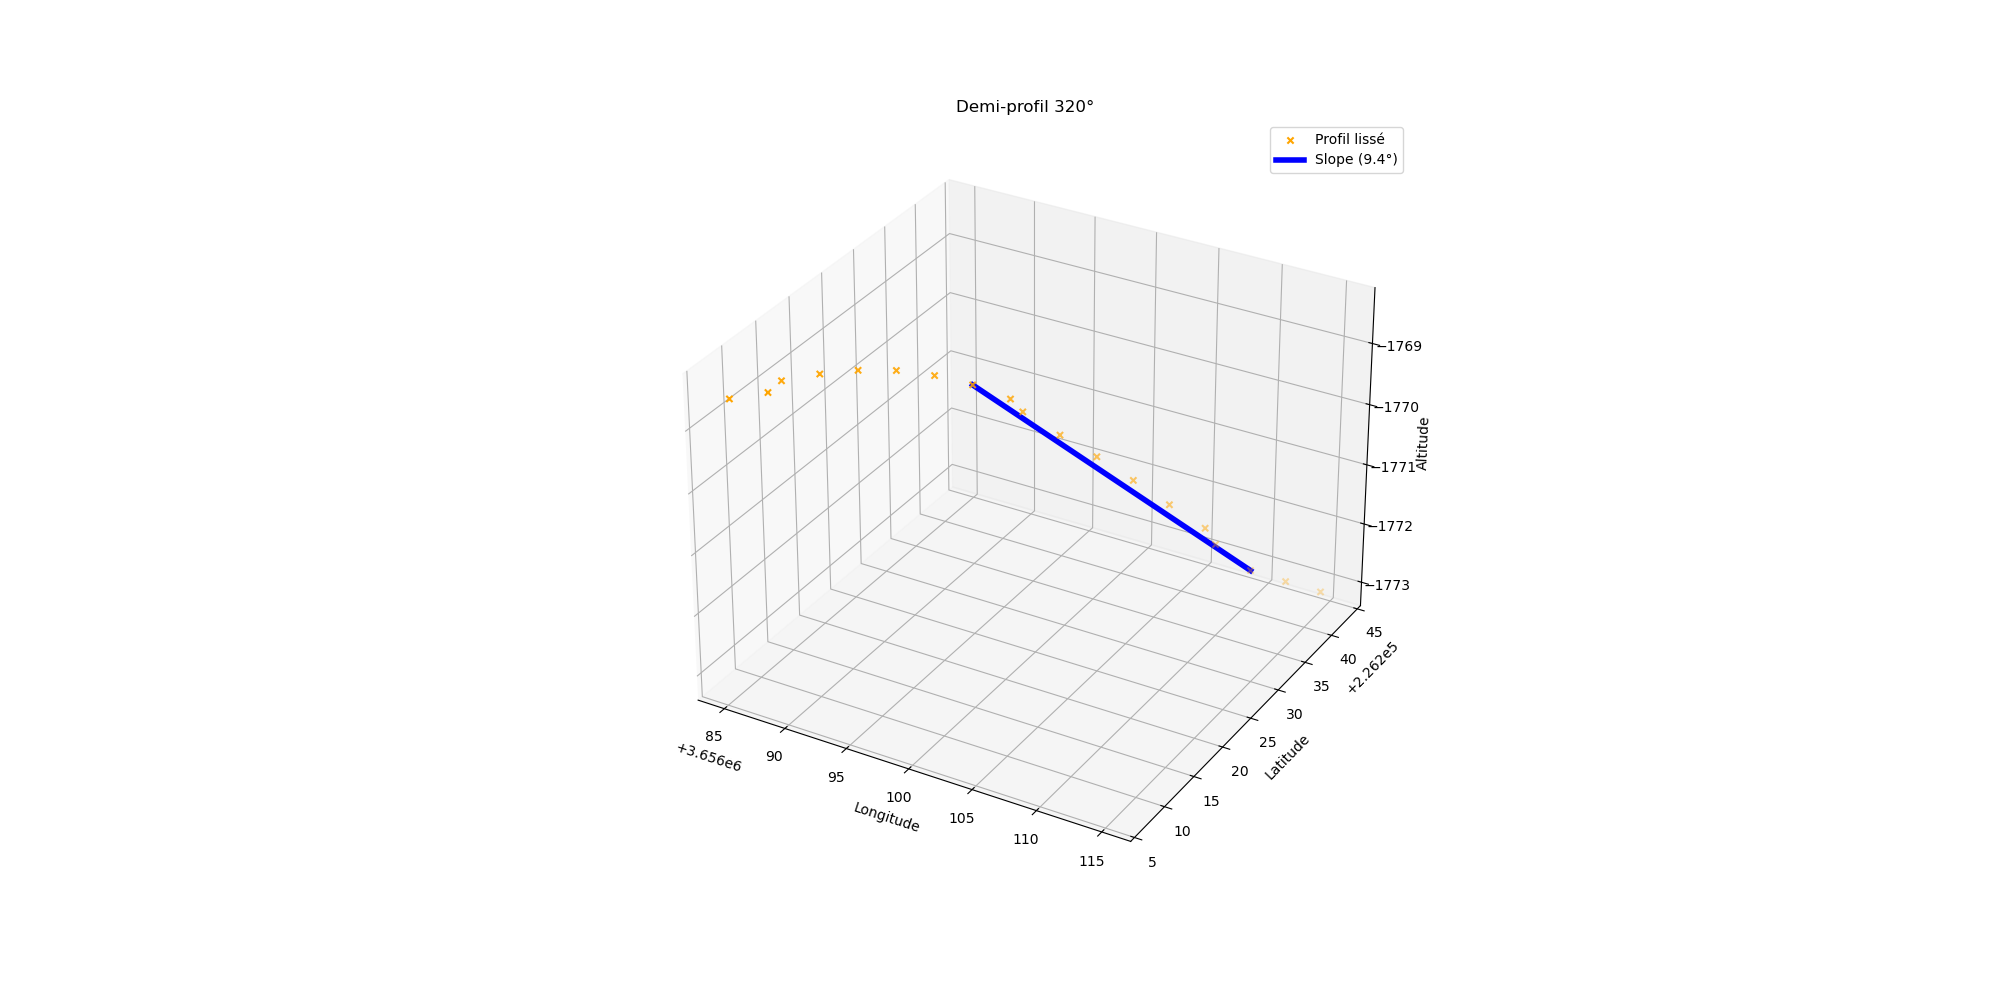 Demi-profil 320°
Profil lissé
Slope (9.4°)
−1769
−1770
−1771
−1772
−1773
Altitude
45
40
35
30
25
20
15
10
5
+2.262e5
Latitude
85
90
95
100
105
110
115
+3.656e6
Longitude